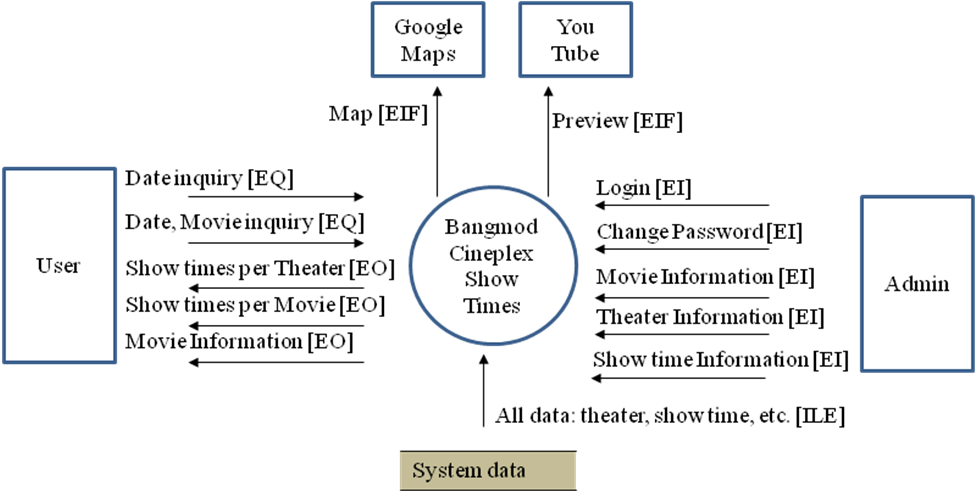 Google
Maps
You
Tube
Map [EIF]
Preview [EIF]
Date inquiry [EQ]
Date, Movie inquiry [EQ]
Show times per Theater [EO]
Show times per Movie [EO]
Movie Information [EO]
User
Bangmod
Cineplex
Show
Times
Login [EI]
Change Password [EI]
Movie Information [EI]
Theater Information [EI]
Show time Information [EI]
Admin
All data: theater, show time, etc. [ILE]
System data